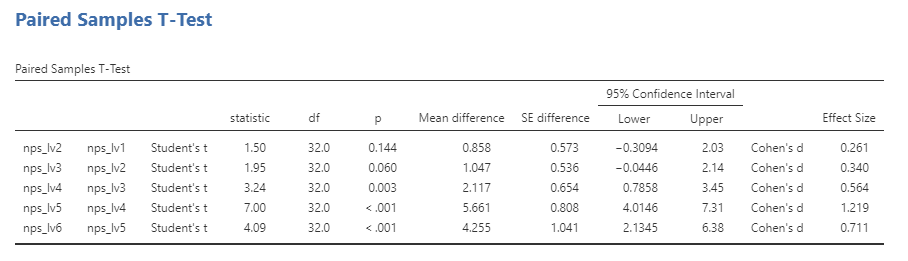 Paired Samples T-Test
Paired Samples T-Test
95% Confidence Interval
statistic df p Mean difference SE difference Lower Upper Effect Size
nps_lv2 nps_lv1 Student's t 1.50 32.0 0.144 0.858 0.573 −0.3094 2.03 Cohen's d 0.261
nps_lv3 nps_lv2 Student's t 1.95 32.0 0.060 1.047 0.536 −0.0446 2.14 Cohen's d 0.340
nps_lv4 nps_lv3 Student's t 3.24 32.0 0.003 2.117 0.654 0.7858 3.45 Cohen's d 0.564
nps_lv5 nps_lv4 Student's t 7.00 32.0 < .001 5.661 0.808 4.0146 7.31 Cohen's d 1.219
nps_lv6 nps_lv5 Student's t 4.09 32.0 < .001 4.255 1.041 2.1345 6.38 Cohen's d 0.711